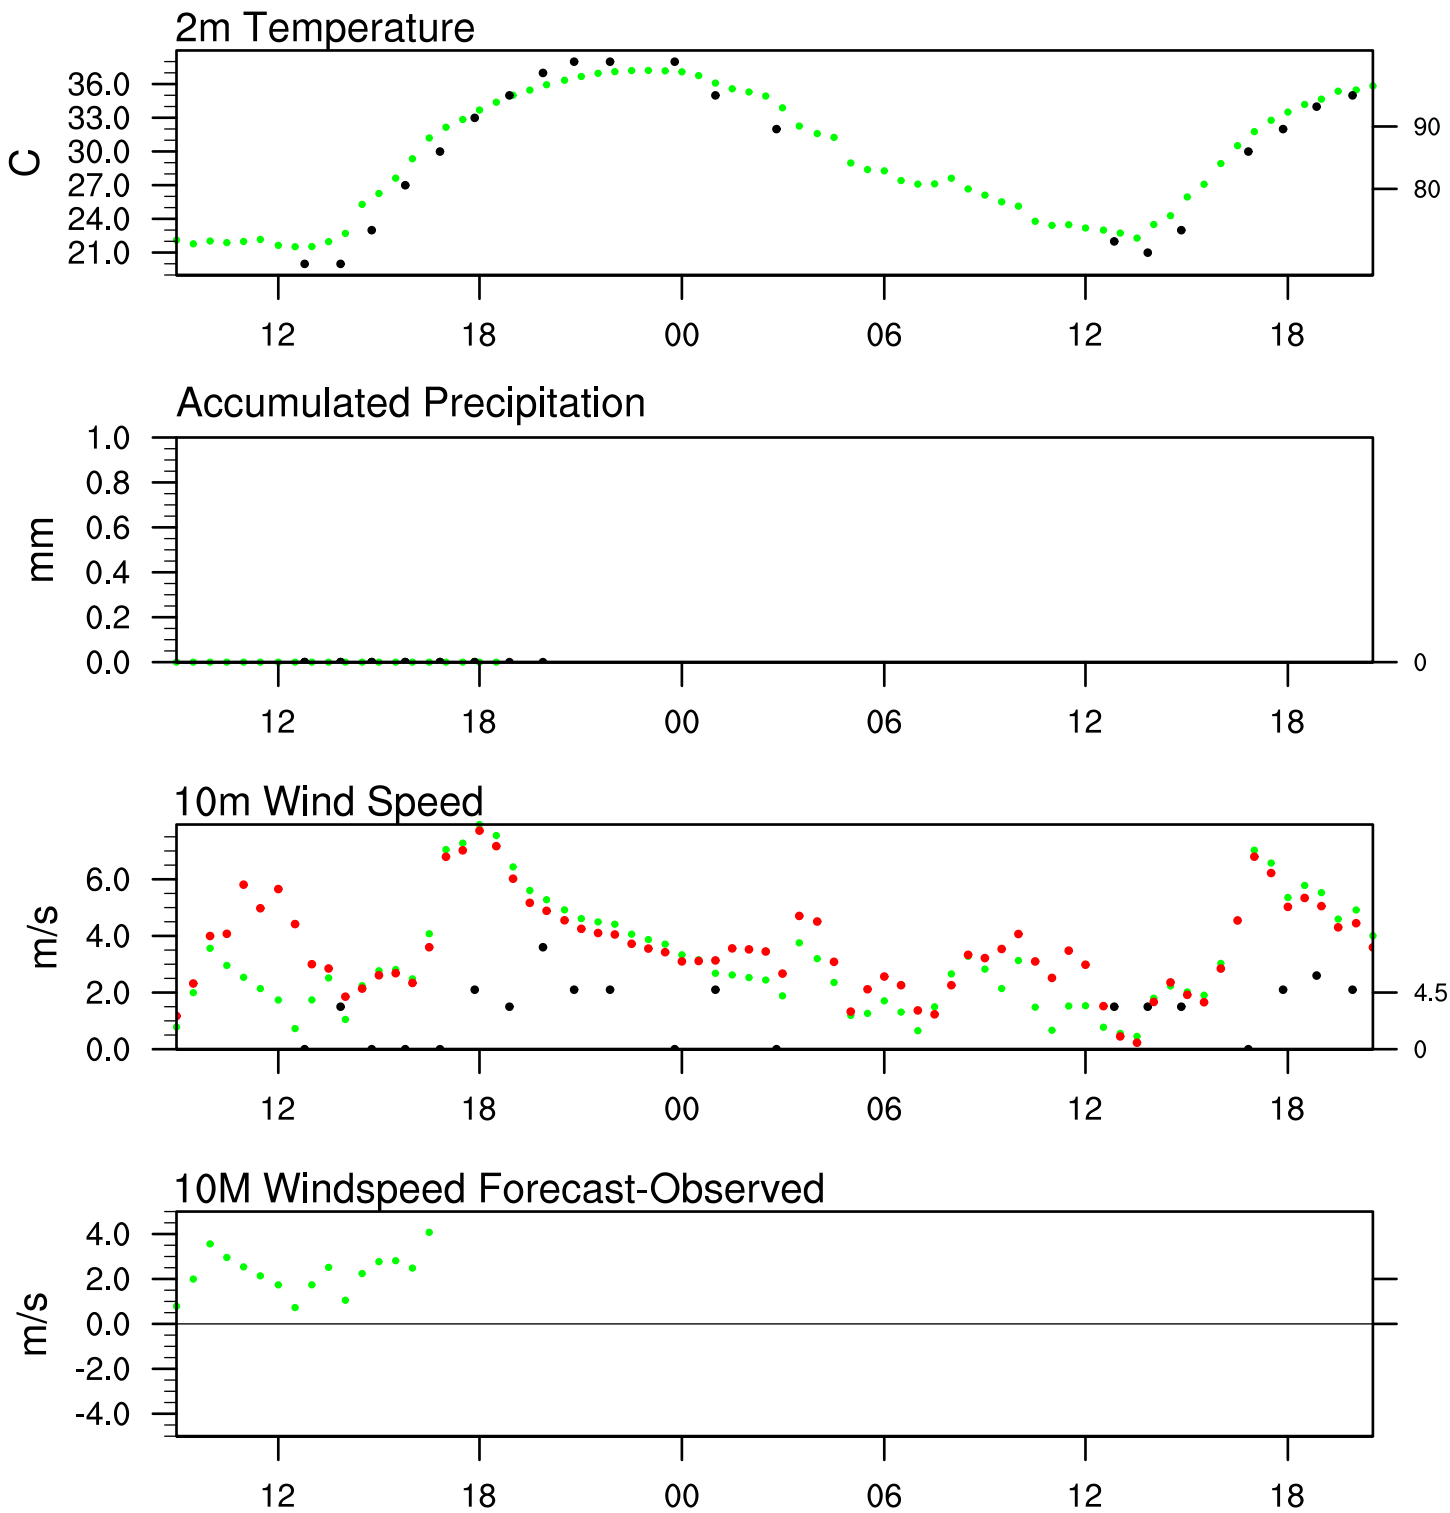 2m Temperature
36.0
33.0
30.0
27.0
24.0
21.0
C
90
80
12 18 00 06 12 18
Accumulated Precipitation
1.0
0.8
0.6
0.4
0.2
0.0
mm
0
12 18 00 06 12 18
10m Wind Speed
6.0
4.0
2.0
0.0
m/s
4.5
0
12 18 00 06 12 18
10M Windspeed Forecast-Observed
4.0
2.0
0.0
-2.0
-4.0
m/s
12 18 00 06 12 18